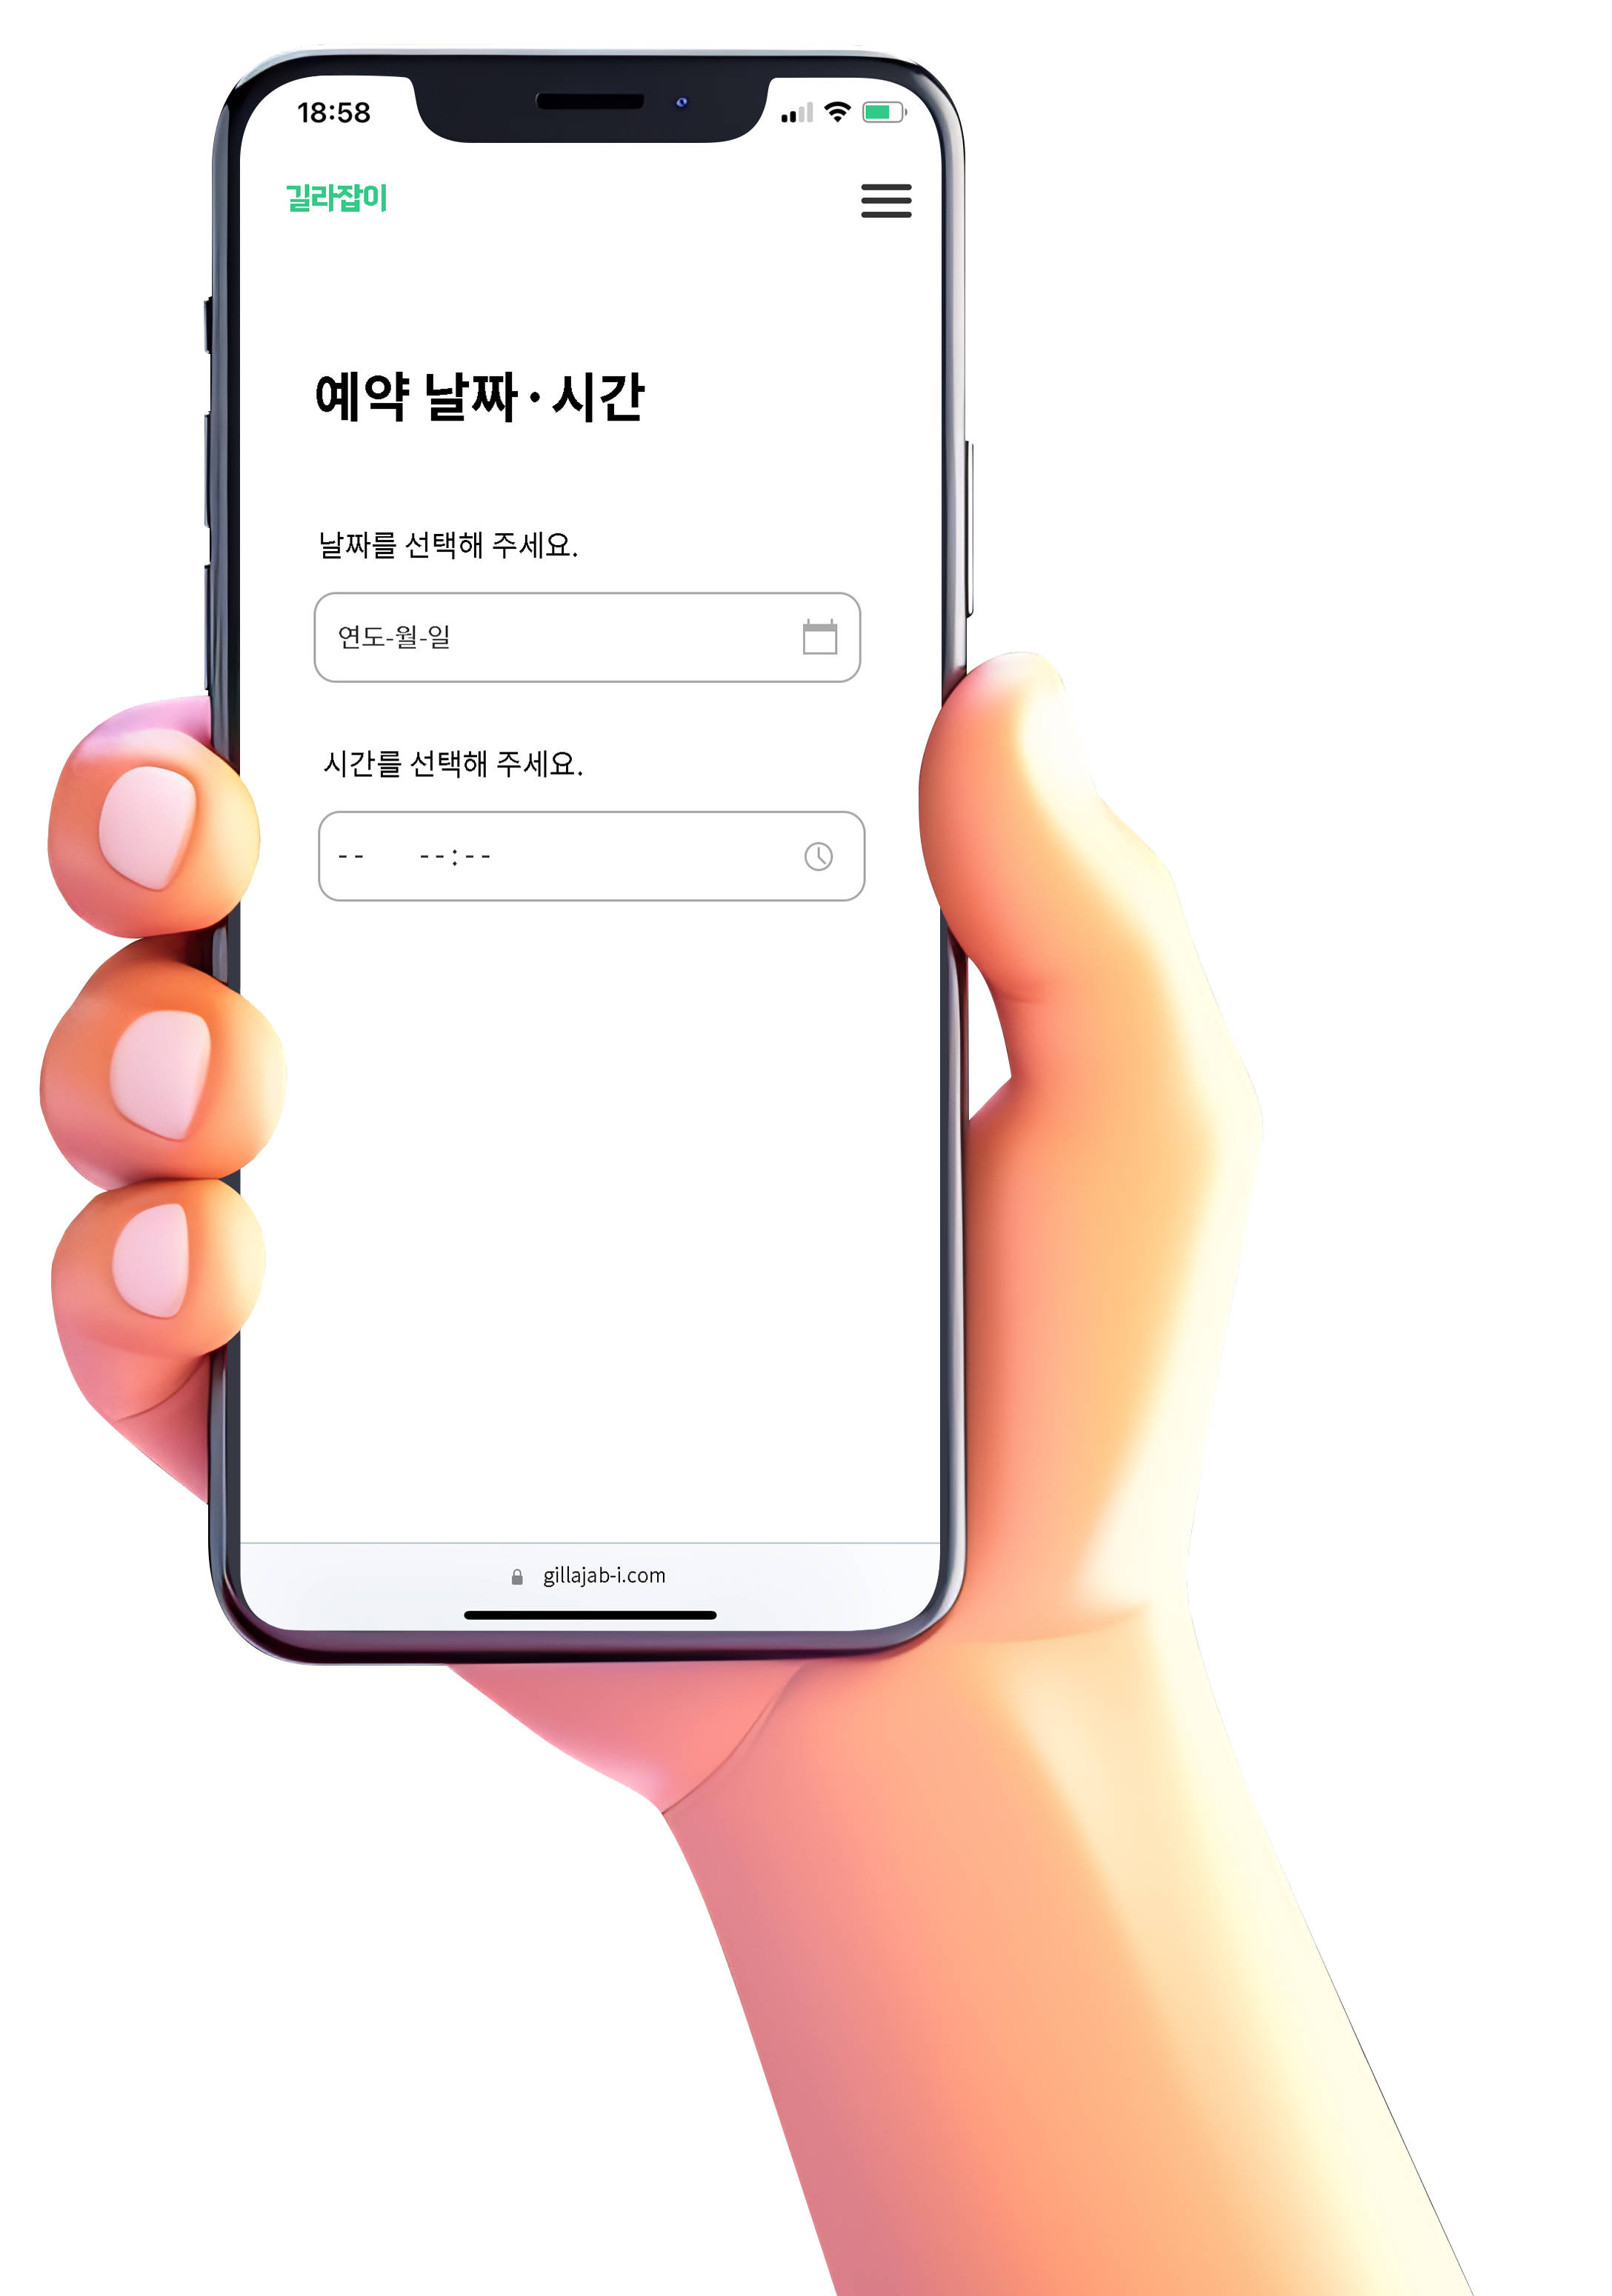 18:58
길라잡이
예약 날짜·시간
날짜를 선택해 주세요.
연도-월-일
시간를 선택해 주세요.
-- --:--
gillajab-i.com